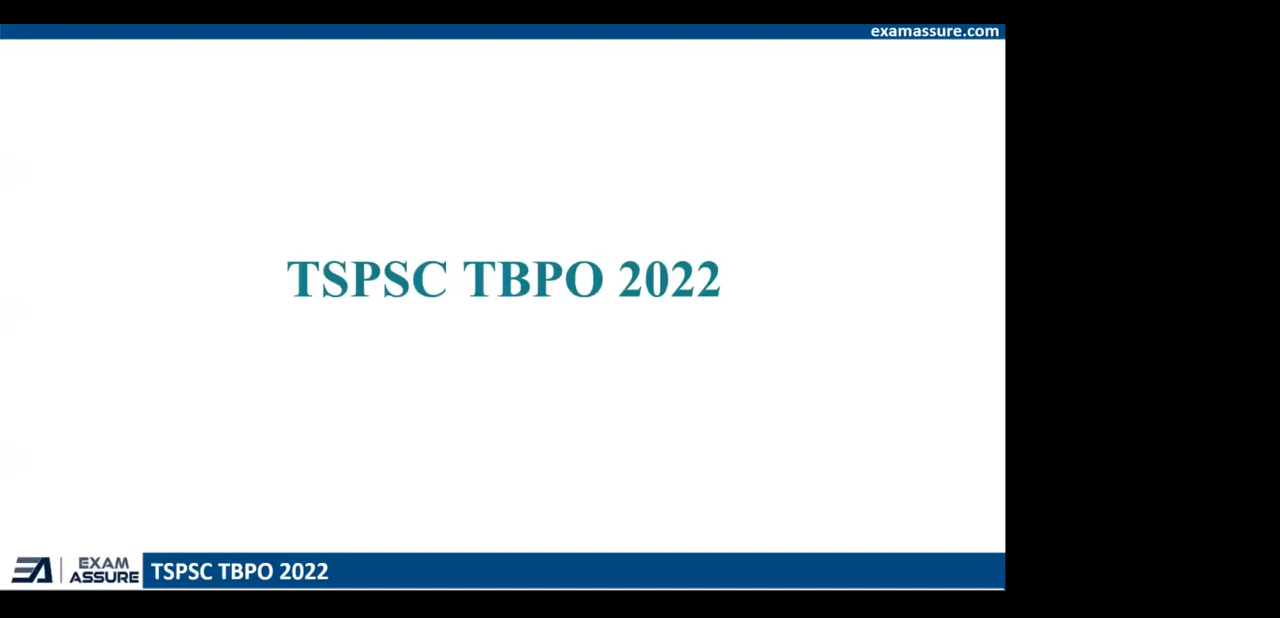 examassure.com
TSPSC TBPO 2022
EXAM
ASSURE
TSPSC TBPO 2022